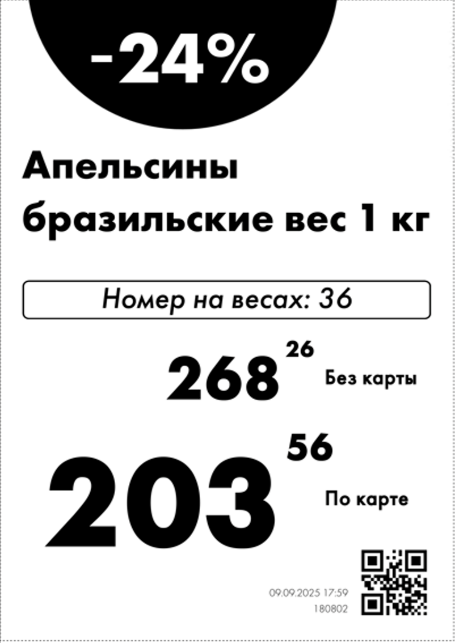 -24%
Апельсины
бразильские вес 1 кг
Номер на весах: 36
268 26 Без карты
203 56 По карте
09.09.2025 17:59
180802